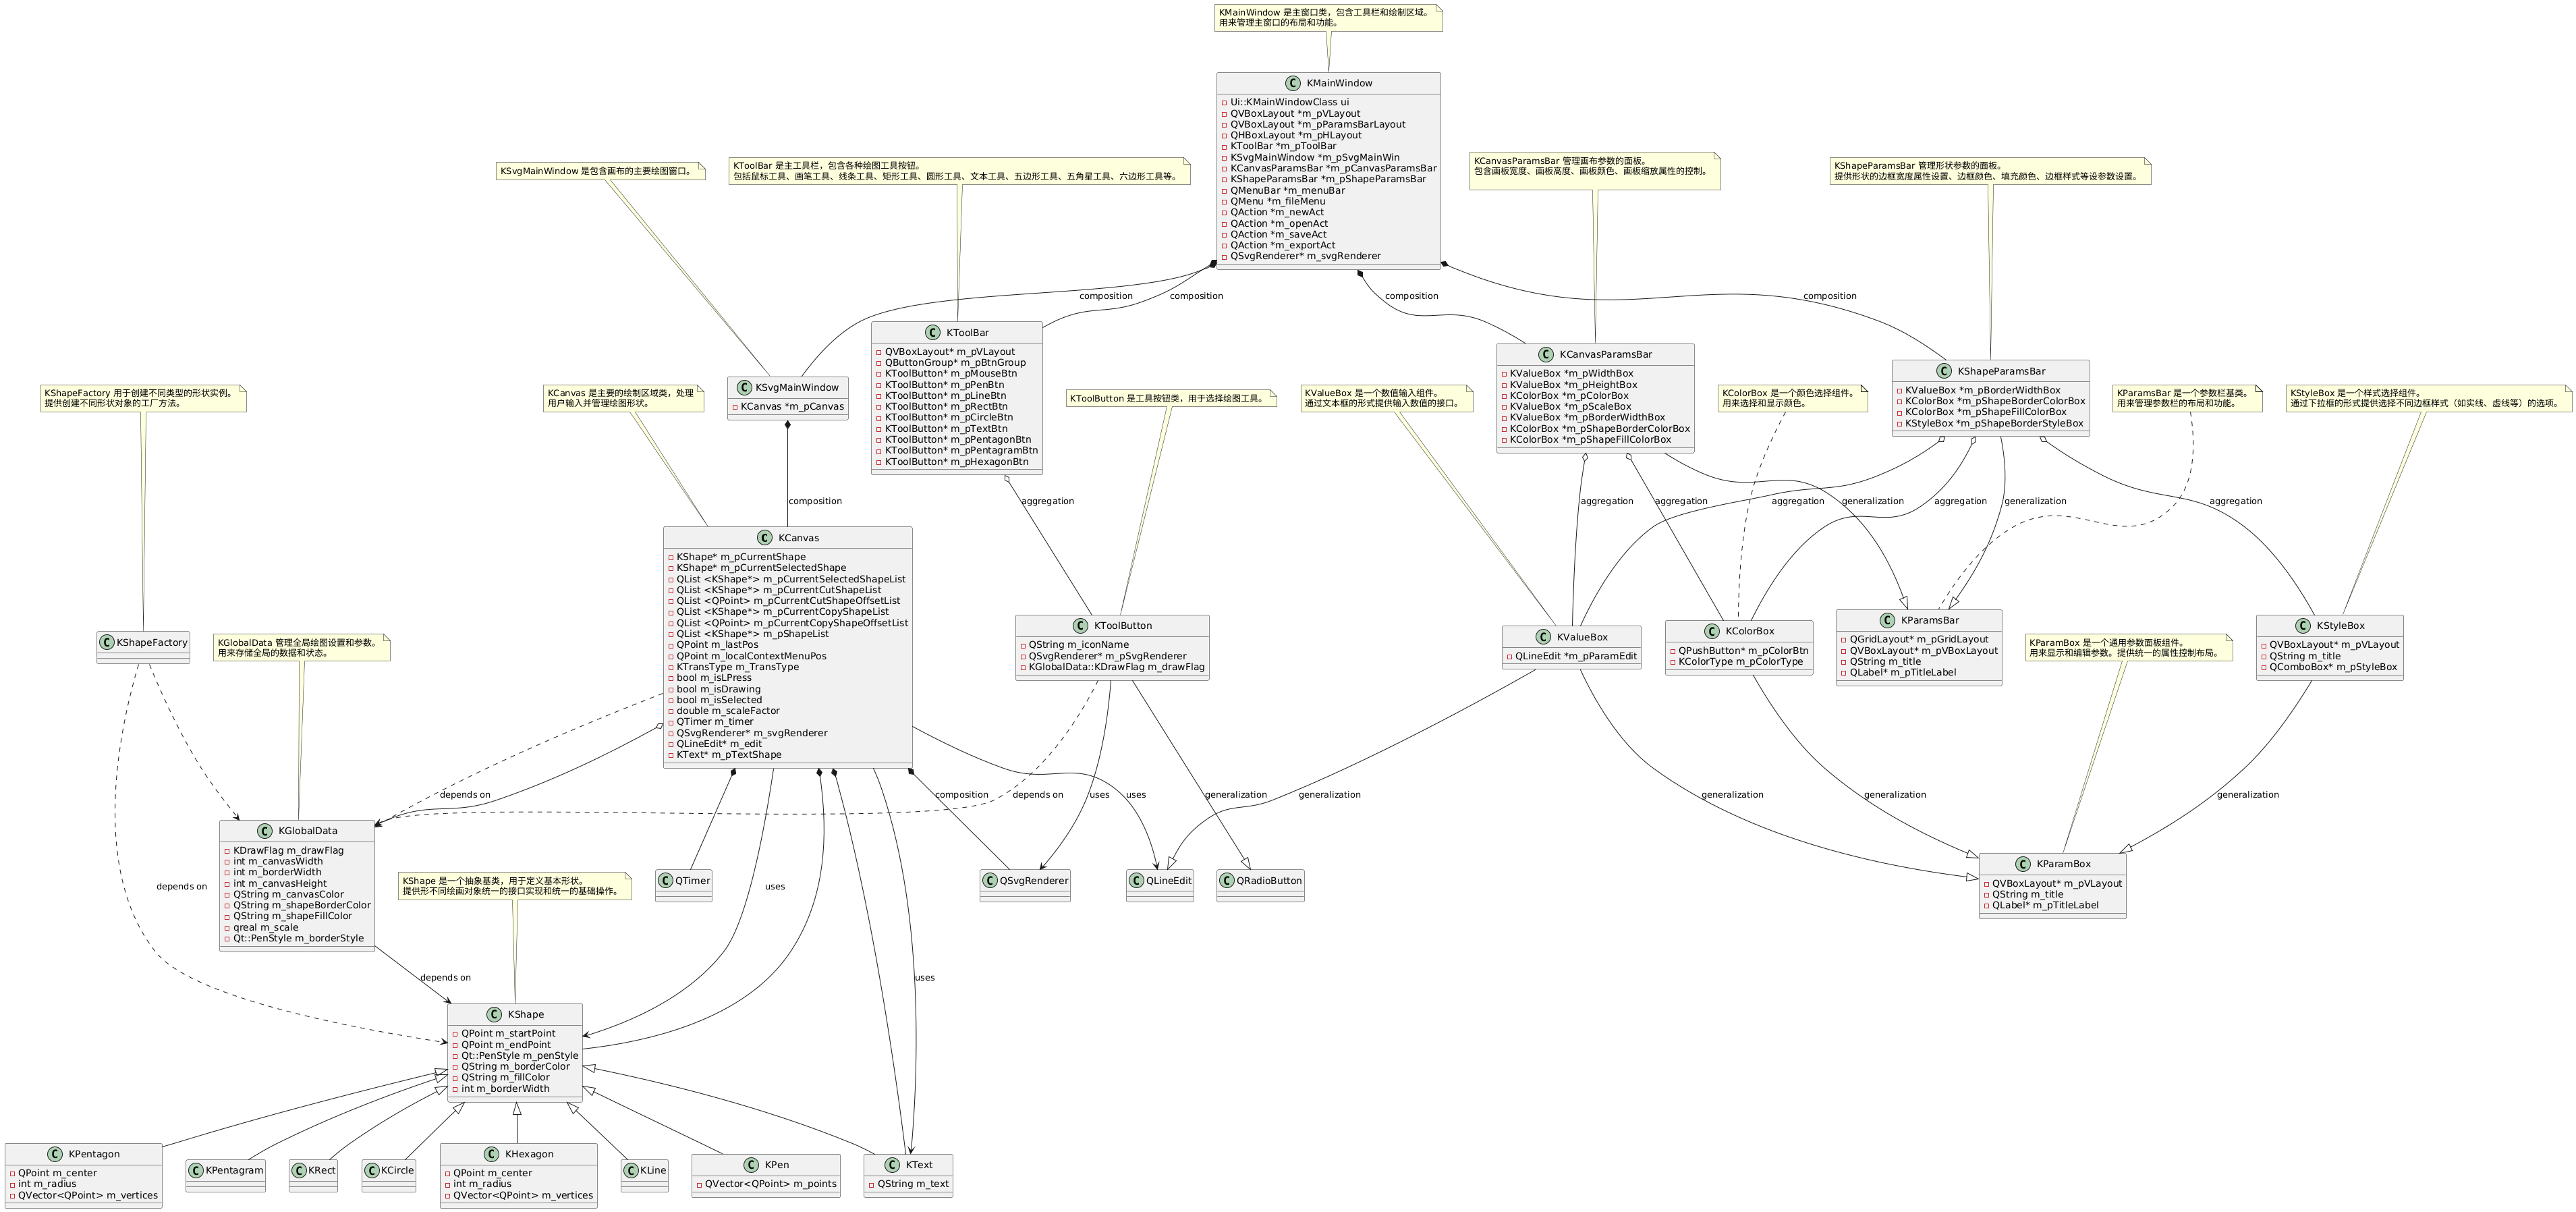 KMainWindow 是主窗口类，包含工具栏和绘制区域。
用来管理主窗口的布局和功能。
KMainWindow
Ui::KMainWindowClass ui
QVBoxLayout *m_pVLayout
QVBoxLayout *m_pParamsBarLayout
QHBoxLayout *m_pHLayout
KToolBar *m_pToolBar
KSvgMainWindow *m_pSvgMainWin
KCanvasParamsBar *m_pCanvasParamsBar
KShapeParamsBar *m_pShapeParamsBar
QMenuBar *m_menuBar
QMenu *m_fileMenu
QAction *m_newAct
QAction *m_openAct
QAction *m_saveAct
QAction *m_exportAct
QSvgRenderer* m_svgRenderer
KSvgMainWindow 是包含画布的主要绘图窗口。
KToolBar 是主工具栏，包含各种绘图工具按钮。
包括鼠标工具、画笔工具、线条工具、矩形工具、圆形工具、文本工具、五边形工具、五角星工具、六边形工具等。
KCanvasParamsBar 管理画布参数的面板。
包含画板宽度、画板高度、画板颜色、画板缩放属性的控制。
KShapeParamsBar 管理形状参数的面板。
提供形状的边框宽度属性设置、边框颜色、填充颜色、边框样式等设参数设置。
composition
composition
composition
composition
KSvgMainWindow
KCanvas *m_pCanvas
KToolBar
QVBoxLayout* m_pVLayout
QButtonGroup* m_pBtnGroup
KToolButton* m_pMouseBtn
KToolButton* m_pPenBtn
KToolButton* m_pLineBtn
KToolButton* m_pRectBtn
KToolButton* m_pCircleBtn
KToolButton* m_pTextBtn
KToolButton* m_pPentagonBtn
KToolButton* m_pPentagramBtn
KToolButton* m_pHexagonBtn
KCanvasParamsBar
KValueBox *m_pWidthBox
KValueBox *m_pHeightBox
KColorBox *m_pColorBox
KValueBox *m_pScaleBox
KValueBox *m_pBorderWidthBox
KColorBox *m_pShapeBorderColorBox
KColorBox *m_pShapeFillColorBox
KShapeParamsBar
KValueBox *m_pBorderWidthBox
KColorBox *m_pShapeBorderColorBox
KColorBox *m_pShapeFillColorBox
KStyleBox *m_pShapeBorderStyleBox
KShapeFactory 用于创建不同类型的形状实例。
提供创建不同形状对象的工厂方法。
KCanvas 是主要的绘制区域类，处理
用户输入并管理绘图形状。
KToolButton 是工具按钮类，用于选择绘图工具。
KValueBox 是一个数值输入组件。
通过文本框的形式提供输入数值的接口。
KColorBox 是一个颜色选择组件。
用来选择和显示颜色。
KParamsBar 是一个参数栏基类。
用来管理参数栏的布局和功能。
KStyleBox 是一个样式选择组件。
通过下拉框的形式提供选择不同边框样式（如实线、虚线等）的选项。
composition
aggregation
aggregation
aggregation
aggregation
generalization
aggregation
generalization
aggregation
KShapeFactory
KGlobalData 管理全局绘图设置和参数。
用来存储全局的数据和状态。
KCanvas
KShape* m_pCurrentShape
KShape* m_pCurrentSelectedShape
QList <KShape*> m_pCurrentSelectedShapeList
QList <KShape*> m_pCurrentCutShapeList
QList <QPoint> m_pCurrentCutShapeOffsetList
QList <KShape*> m_pCurrentCopyShapeList
QList <QPoint> m_pCurrentCopyShapeOffsetList
QList <KShape*> m_pShapeList
QPoint m_lastPos
QPoint m_localContextMenuPos
KTransType m_TransType
bool m_isLPress
bool m_isDrawing
bool m_isSelected
double m_scaleFactor
QTimer m_timer
QSvgRenderer* m_svgRenderer
QLineEdit* m_edit
KText* m_pTextShape
KToolButton
QString m_iconName
QSvgRenderer* m_pSvgRenderer
KGlobalData::KDrawFlag m_drawFlag
KValueBox
QLineEdit *m_pParamEdit
KColorBox
QPushButton* m_pColorBtn
KColorType m_pColorType
KParamsBar
QGridLayout* m_pGridLayout
QVBoxLayout* m_pVBoxLayout
QString m_title
QLabel* m_pTitleLabel
KParamBox 是一个通用参数面板组件。
用来显示和编辑参数。提供统一的属性控制布局。
KStyleBox
QVBoxLayout* m_pVLayout
QString m_title
QComboBox* m_pStyleBox
depends on
composition
depends on
uses
uses
generalization
generalization
generalization
generalization
generalization
KGlobalData
KDrawFlag m_drawFlag
int m_canvasWidth
int m_borderWidth
int m_canvasHeight
QString m_canvasColor
QString m_shapeBorderColor
QString m_shapeFillColor
qreal m_scale
Qt::PenStyle m_borderStyle
KShape 是一个抽象基类，用于定义基本形状。
提供形不同绘画对象统一的接口实现和统一的基础操作。
QTimer
QSvgRenderer
QLineEdit
QRadioButton
KParamBox
QVBoxLayout* m_pVLayout
QString m_title
QLabel* m_pTitleLabel
depends on
uses
depends on
uses
KShape
QPoint m_startPoint
QPoint m_endPoint
Qt::PenStyle m_penStyle
QString m_borderColor
QString m_fillColor
int m_borderWidth
KPentagon
QPoint m_center
int m_radius
QVector<QPoint> m_vertices
KPentagram
KRect
KCircle
KHexagon
QPoint m_center
int m_radius
QVector<QPoint> m_vertices
KLine
KPen
QVector<QPoint> m_points
KText
QString m_text